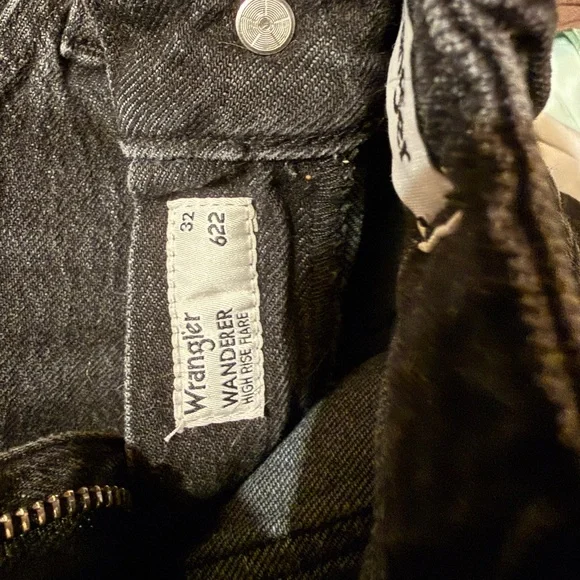 Wrangler
WANDERER
HIGH RISE FLARE
32
622